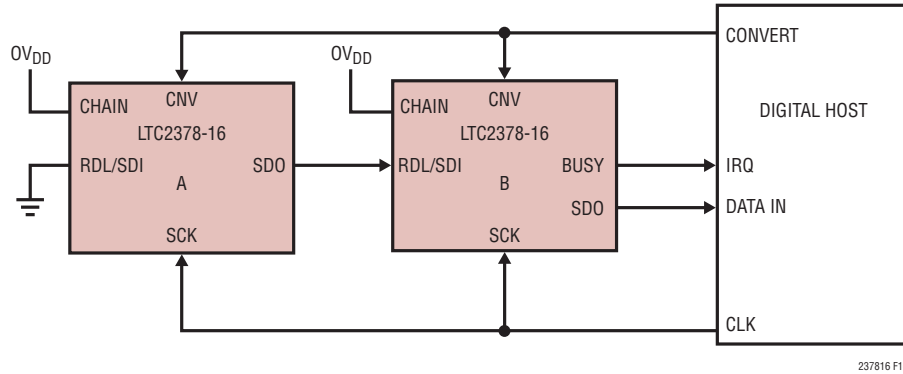 CONVERT
OVDD
OVDD
CHAIN
CNV
CHAIN
CNV
DIGITAL HOST
LTC2378-16
LTC2378-16
RDL/SDI
SDO
RDL/SDI
BUSY
IRQ
A
B
SDO
DATA IN
SCK
SCK
CLK
237816 F1